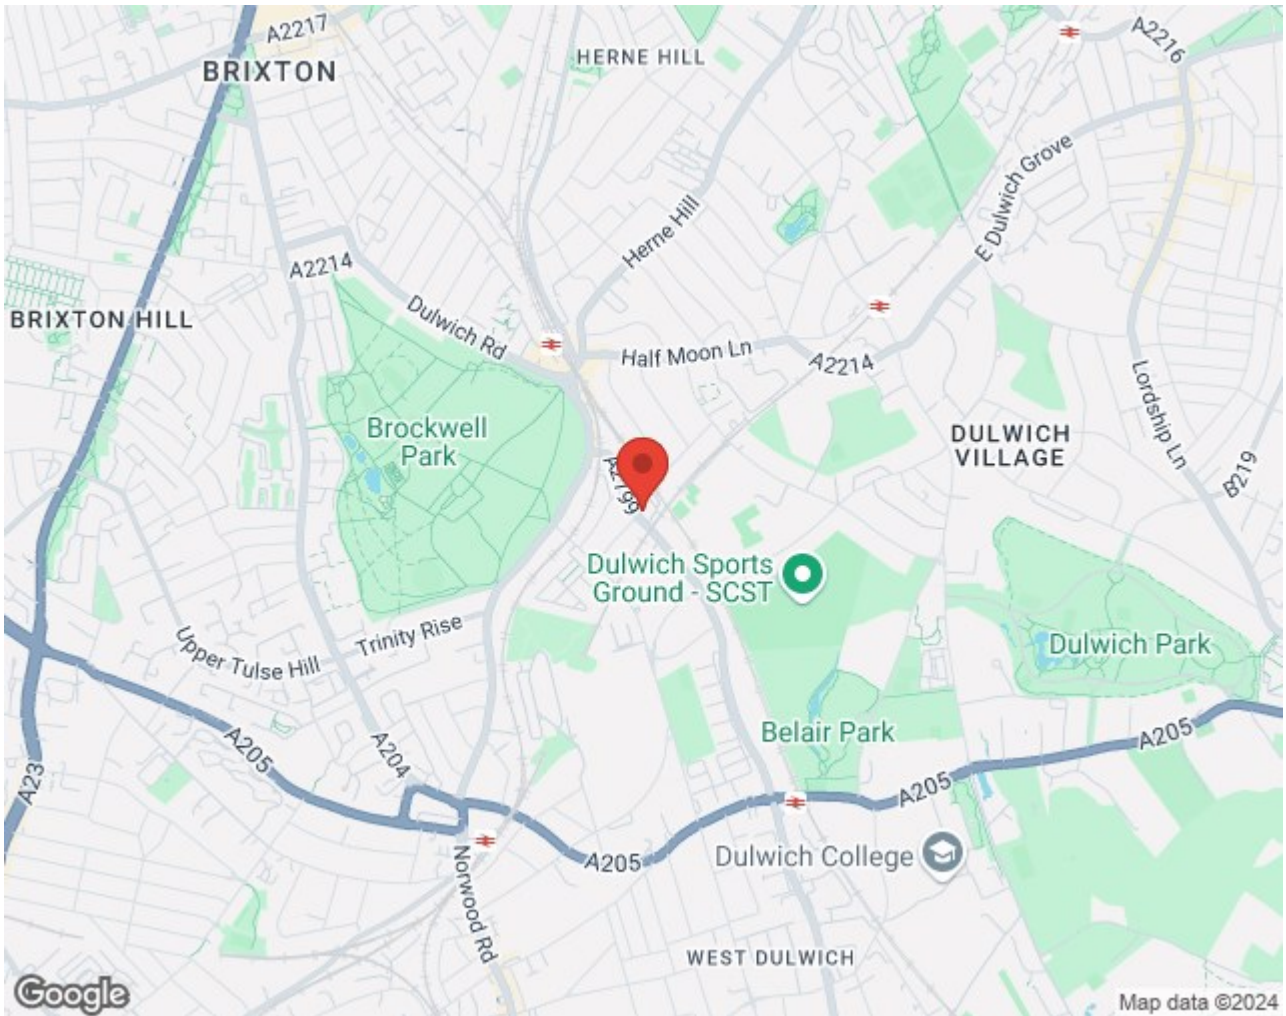 A2217
BRIXTON
HERNE HILL
A2216
E Dulwich Grove
Herne Hill
A2214
BRIXTON HILL
Dulwich Rd
Half Moon Ln
A2214
Lordship Ln
Brockwell
Park
DULWICH
VILLAGE
B219
A2199
Dulwich Sports
Ground - SCST
Trinity Rise
Upper Tulse Hill
Dulwich Park
Belair Park
A205
A205
A204
A23
A205
A205
Dulwich College
Norwood Rd
WEST DULWICH
Google
Map data ©2024